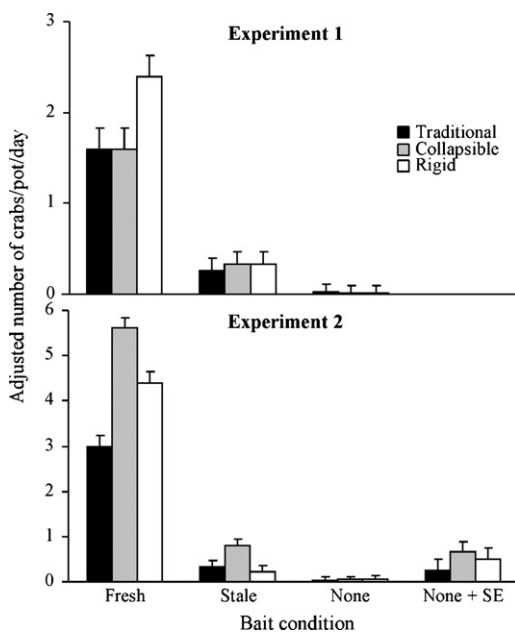 Experiment 1
Adjusted number of crabs/pot/day
3
2
1
0
Traditional
Collapsible
Rigid
Experiment 2
6
5
4
3
2
1
0
Fresh Stale None None + SE
Bait condition